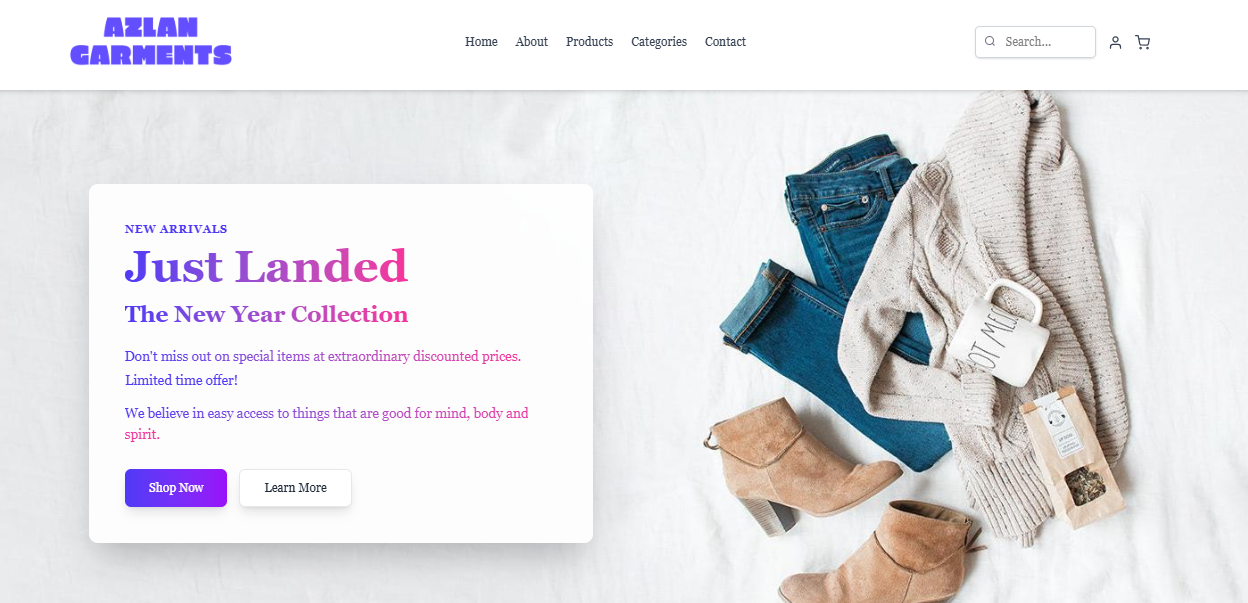 AZLAN
GARMENTS
Home About Products Categories Contact
Search...
NEW ARRIVALS
Just Landed
The New Year Collection
Don't miss out on special items at extraordinary discounted prices.
Limited time offer!
We believe in easy access to things that are good for mind, body and
spirit.
Shop Now Learn More